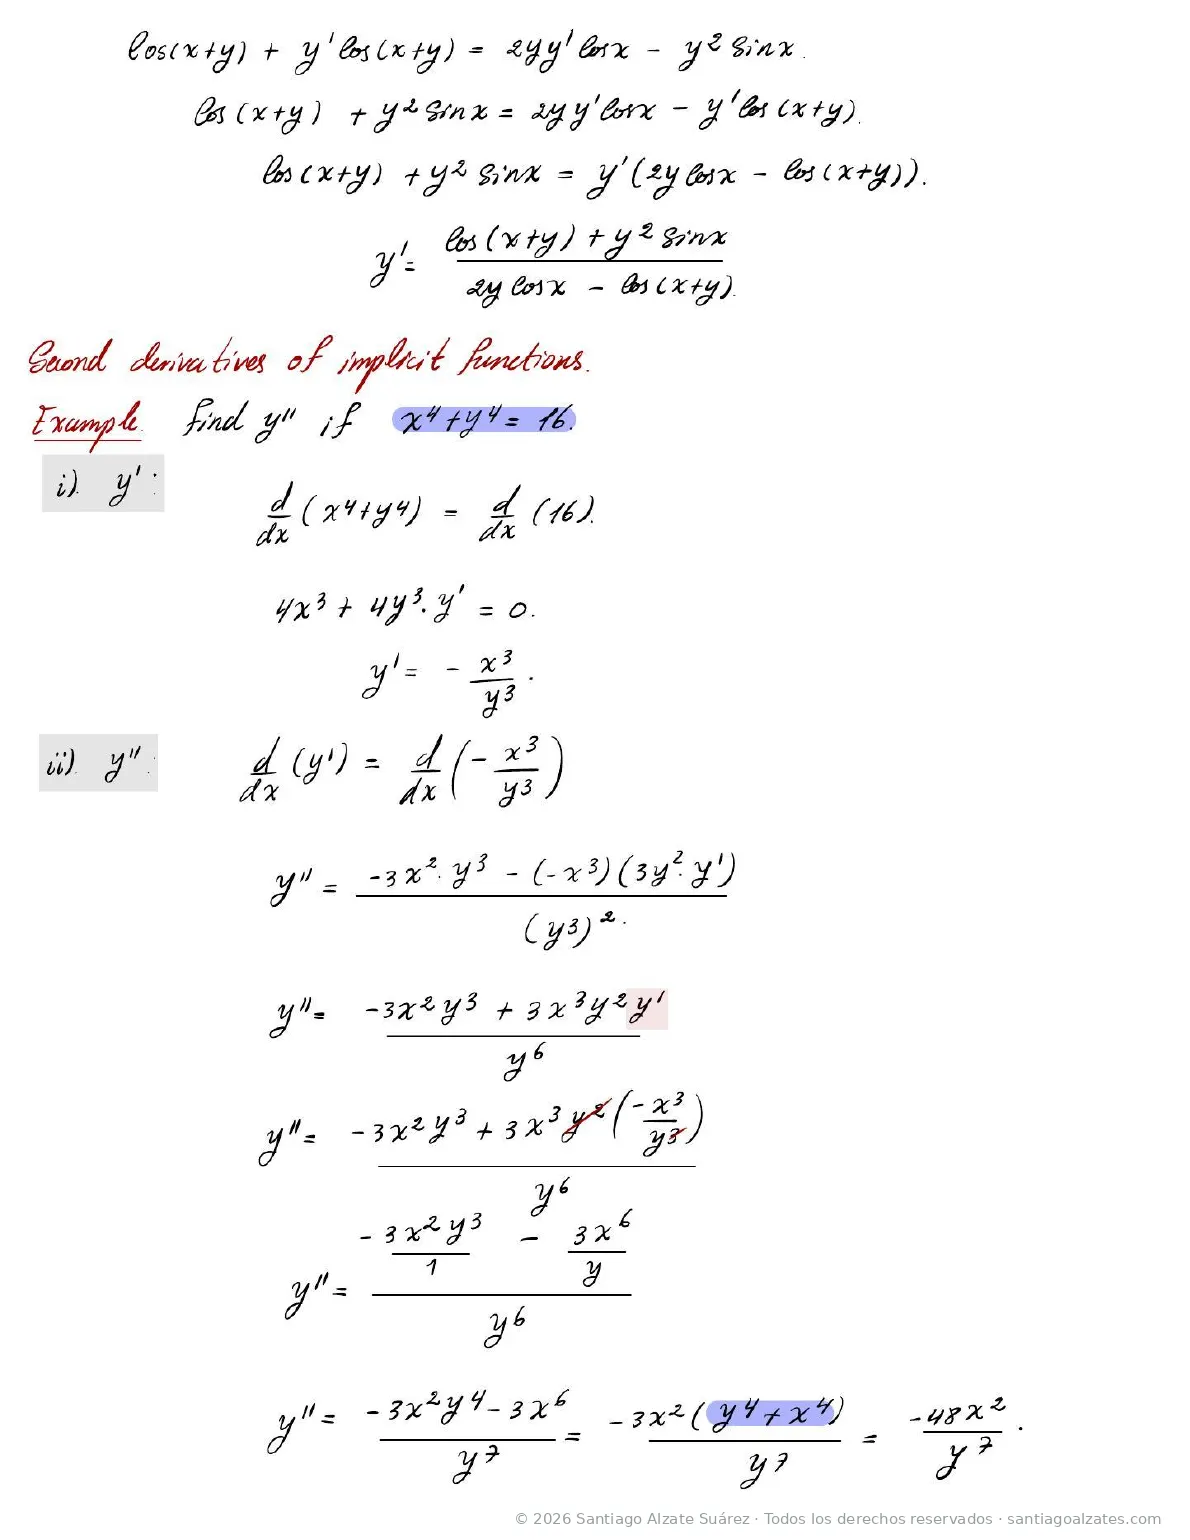 cos(x+y) + y' cos(x+y) = 2yy' cosx - y² sinx.
cos(x+y) + y² sinx = 2yy' cosx - y' cos(x+y).
cos(x+y) + y² sinx = y'(2y cosx - cos(x+y)).
y' = (cos(x+y) + y² sinx) / (2y cosx - cos(x+y)).
Second derivatives of implicit functions.
Example. find y'' if x⁴+y⁴ = 16.
i). y':
d/dx (x⁴+y⁴) = d/dx (16).
4x³ + 4y³·y' = 0.
y' = - x³/y³.
ii). y'':
d/dx (y') = d/dx (- x³/y³)
y'' = (-3x²·y³ - (-x³)(3y²·y')) / (y³)².
y'' = (-3x²y³ + 3x³y²y') / y⁶
y'' = (-3x²y³ + 3x³y²(-x³/y³)) / y⁶
y'' = (-3x²y³/1 - 3x⁶/y) / y⁶
y'' = (-3x²y⁴ - 3x⁶) / y⁷ = -3x²(y⁴+x⁴) / y⁷ = -48x² / y⁷.
© 2026 Santiago Alzate Suárez · Todos los derechos reservados · santiagoalzates.com